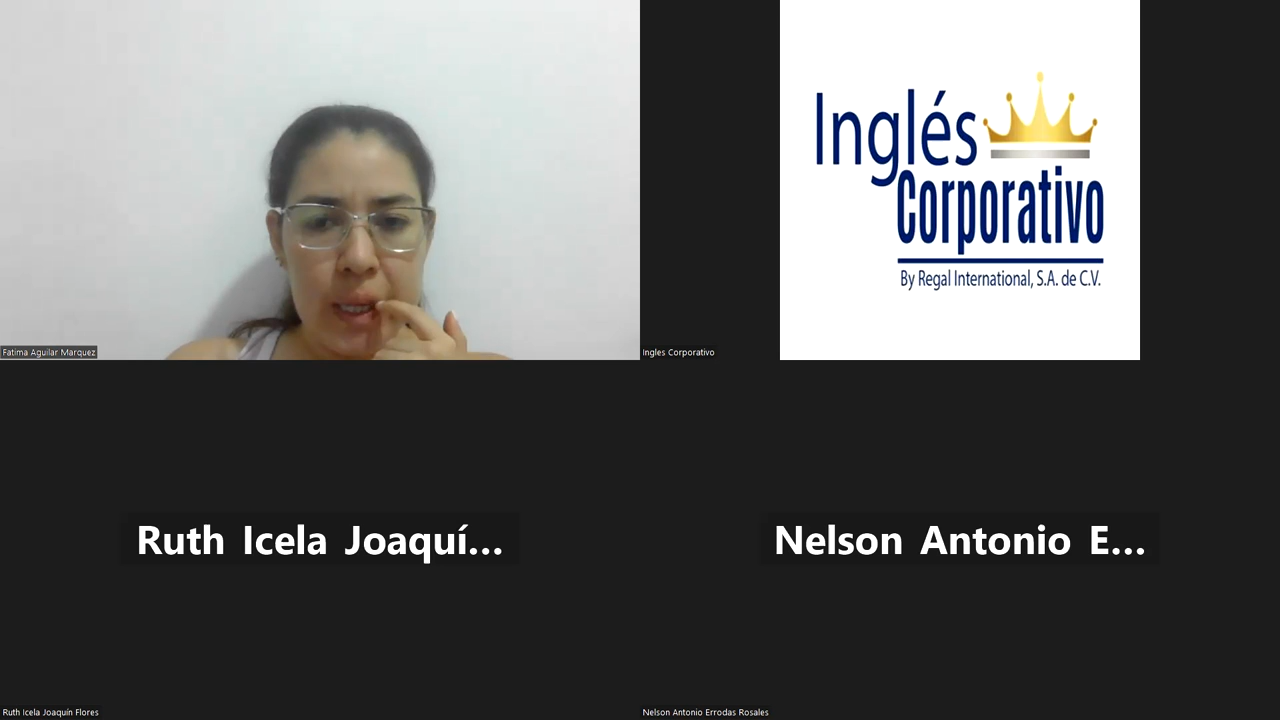 Fatima Aguilar Marquez
Inglés
Corporativo
By Regal International, S.A. de C.V.
Ingles Corporativo
Ruth Icela Joaquí...
Nelson Antonio E...
Ruth Icela Joaquín Flores
Nelson Antonio Errodas Rosales